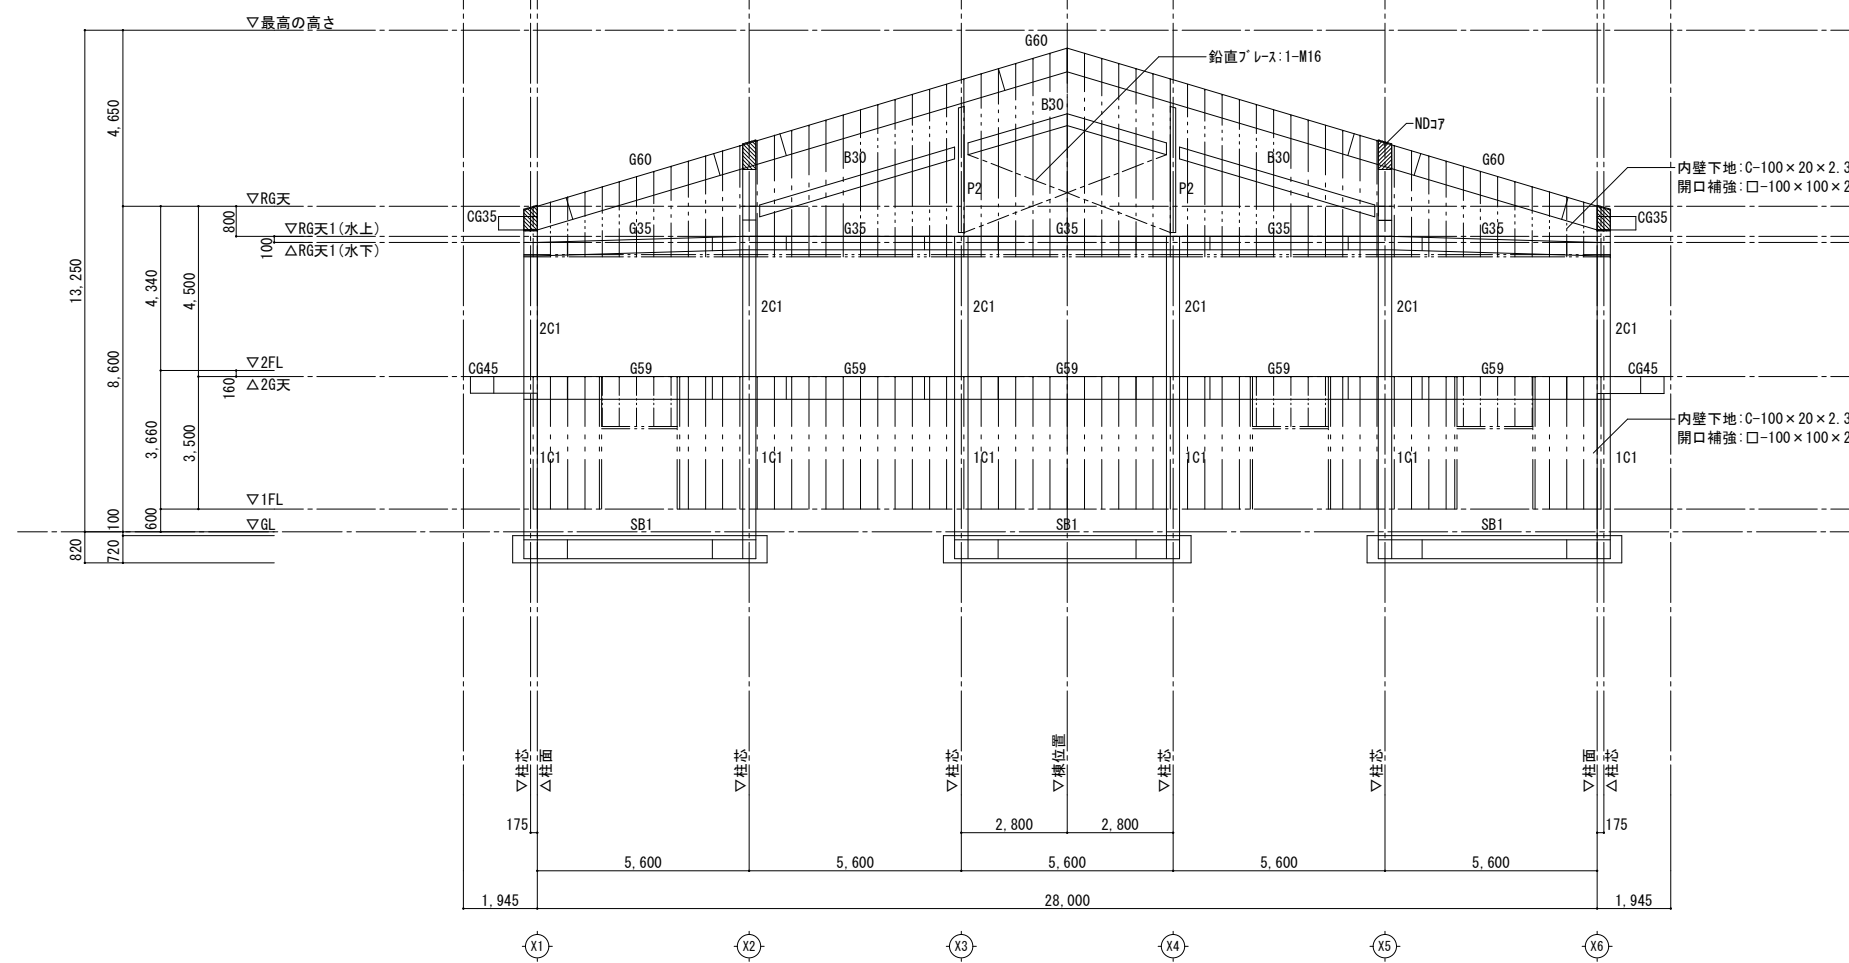 ▽最高の高さ
G60
鉛直ブレース:1-M16
B30
NDコア
G60
B30
B30
G60
内壁下地:C-100×20×2.3
開口補強:□-100×100×2
P2
P2
▽RG天
CG35
CG35
▽RG天1(水上)
△RG天1(水下)
G35
G35
G35
G35
G35
4,650
800
100
13,250
4,340
4,500
2C1
2C1
2C1
2C1
2C1
2C1
8,600
▽2FL
△2G天
160
CG45
G59
G59
G59
G59
G59
CG45
内壁下地:C-100×20×2.3
開口補強:□-100×100×2
3,660
3,500
1C1
1C1
1C1
1C1
1C1
1C1
▽1FL
▽GL
100
600
820
720
SB1
SB1
SB1
▽柱芯
△柱面
▽柱芯
▽柱芯
▽棟位置
▽柱芯
▽柱芯
▽柱面
△柱芯
175
2,800
2,800
175
5,600
5,600
5,600
5,600
5,600
1,945
28,000
1,945
X1
X2
X3
X4
X5
X6